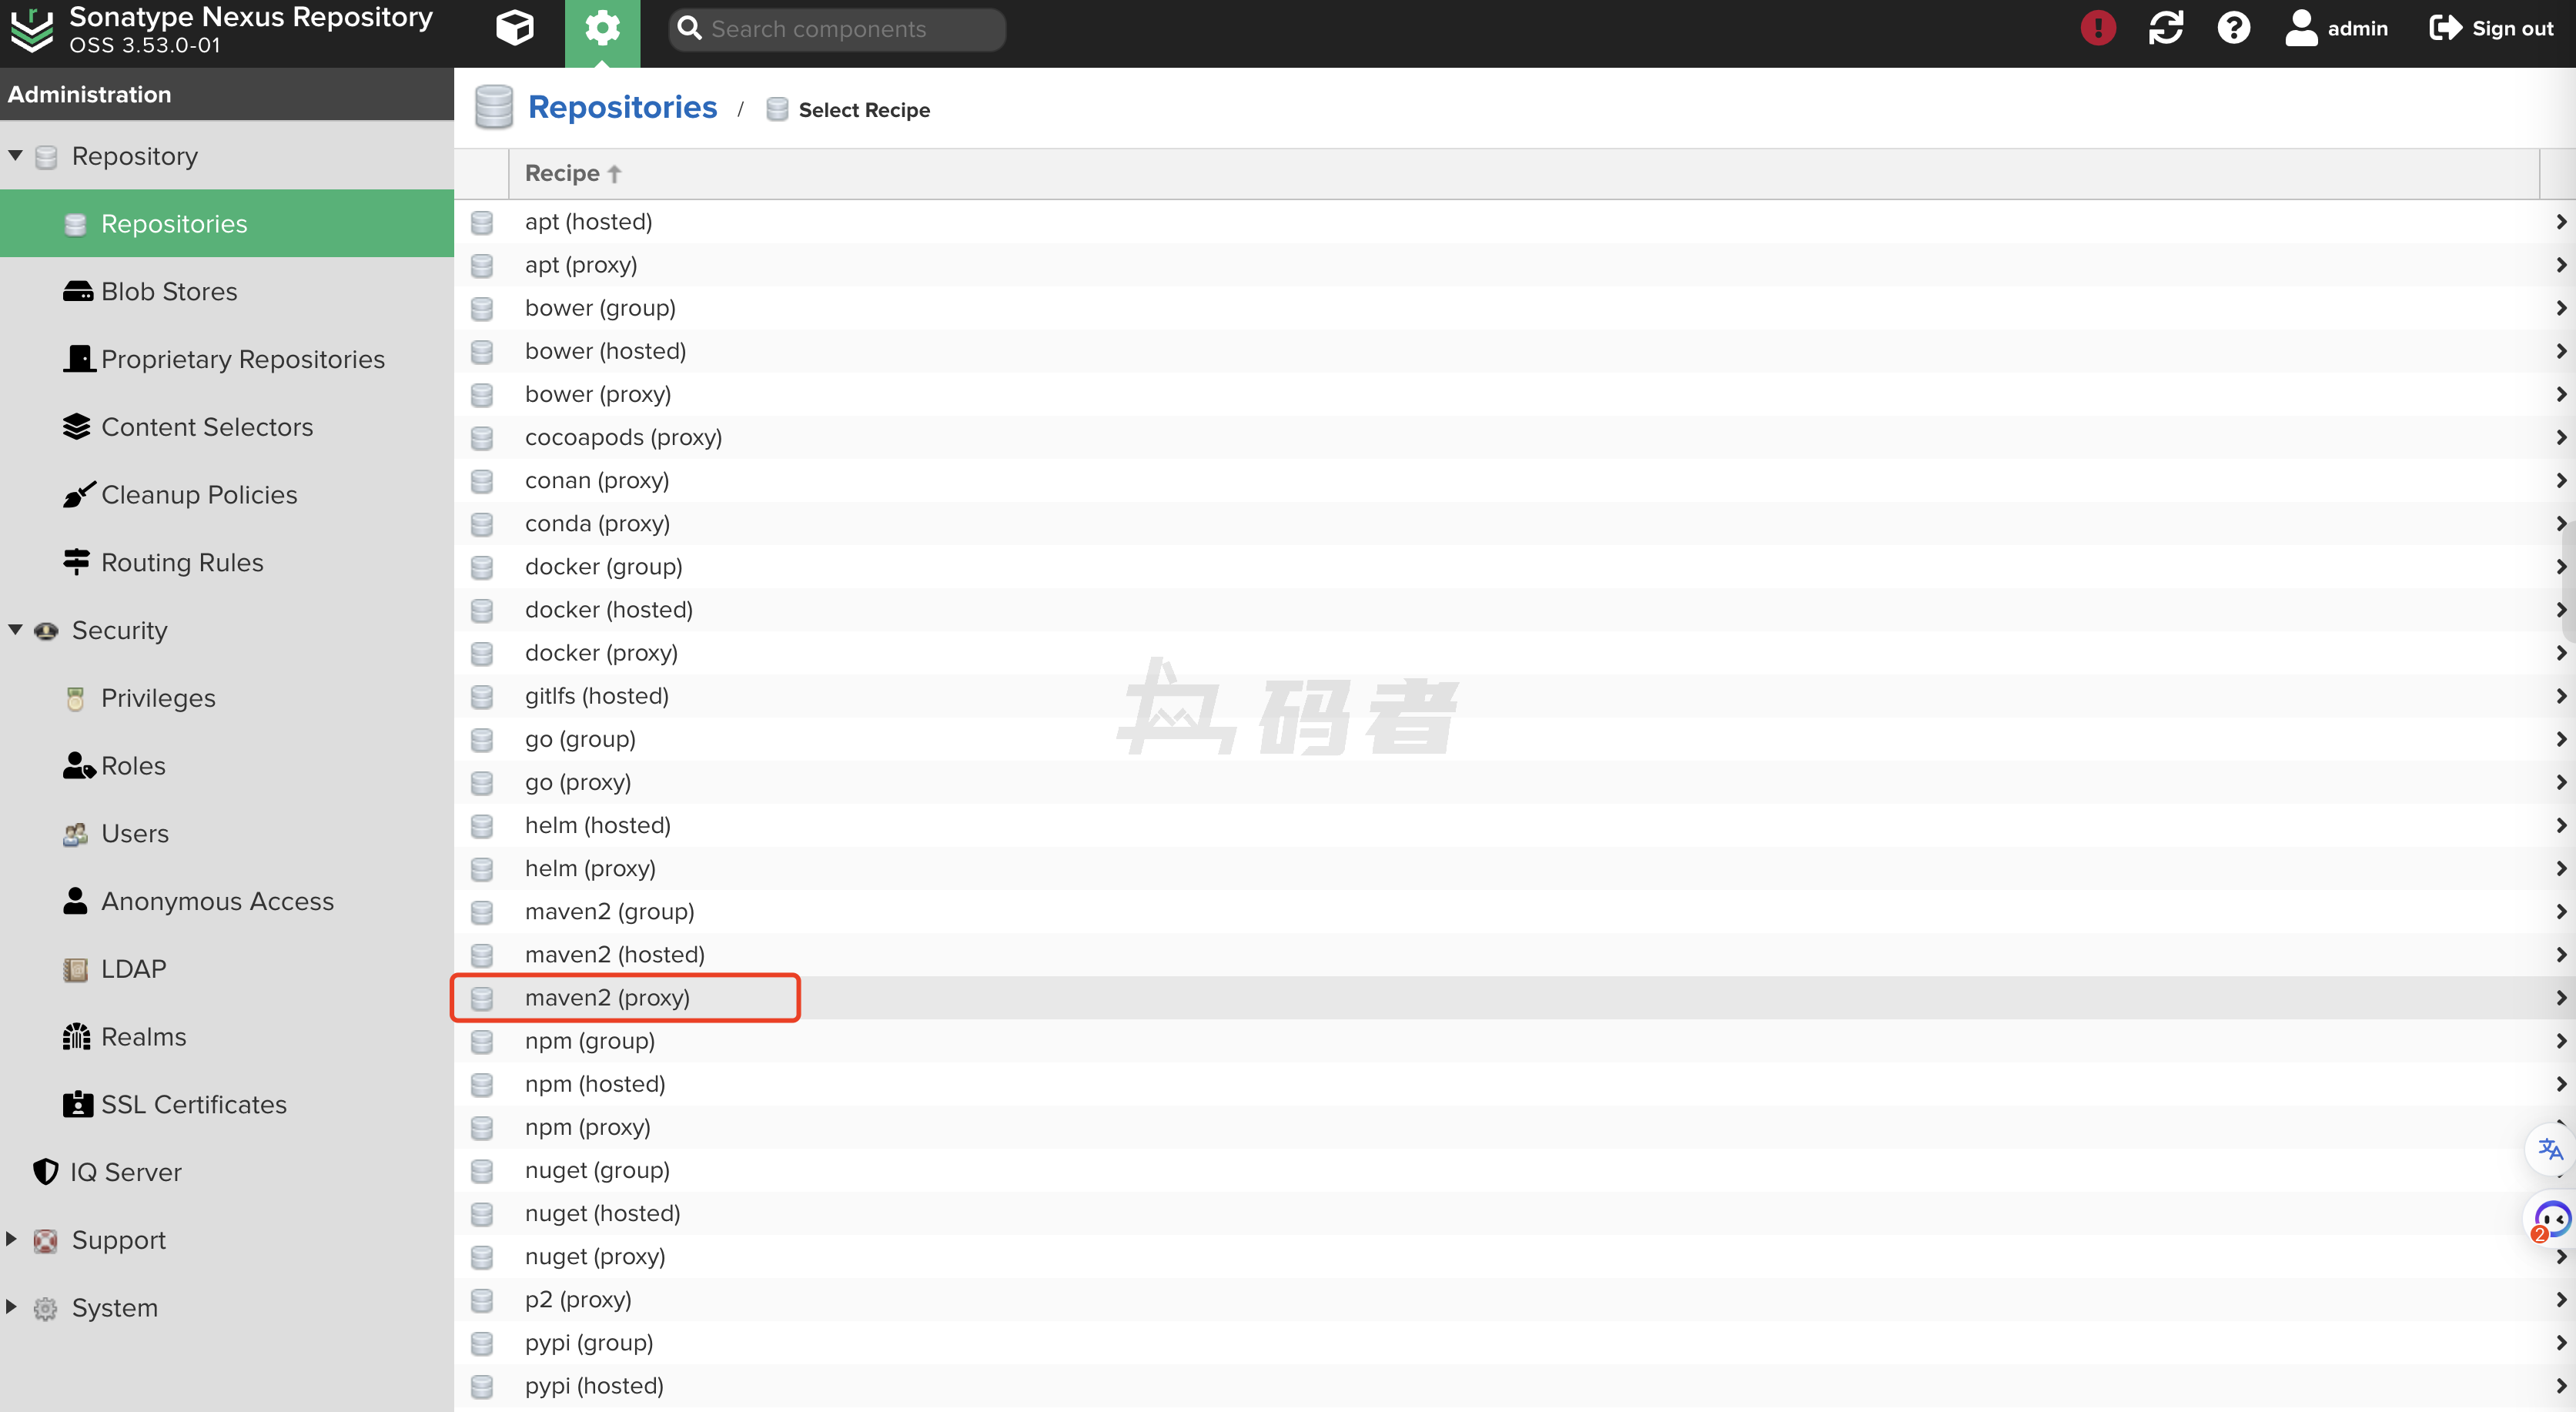 Sonatype Nexus Repository
OSS 3.53.0-01
Search components
admin
Sign out
Administration
Repository
Repositories
Blob Stores
Proprietary Repositories
Content Selectors
Cleanup Policies
Routing Rules
Security
Privileges
Roles
Users
Anonymous Access
LDAP
Realms
SSL Certificates
IQ Server
Support
System
Repositories / Select Recipe
Recipe
apt (hosted)
apt (proxy)
bower (group)
bower (hosted)
bower (proxy)
cocoapods (proxy)
conan (proxy)
conda (proxy)
docker (group)
docker (hosted)
docker (proxy)
gitlfs (hosted)
go (group)
go (proxy)
helm (hosted)
helm (proxy)
maven2 (group)
maven2 (hosted)
maven2 (proxy)
npm (group)
npm (hosted)
npm (proxy)
nuget (group)
nuget (hosted)
nuget (proxy)
p2 (proxy)
pypi (group)
pypi (hosted)
码者
2